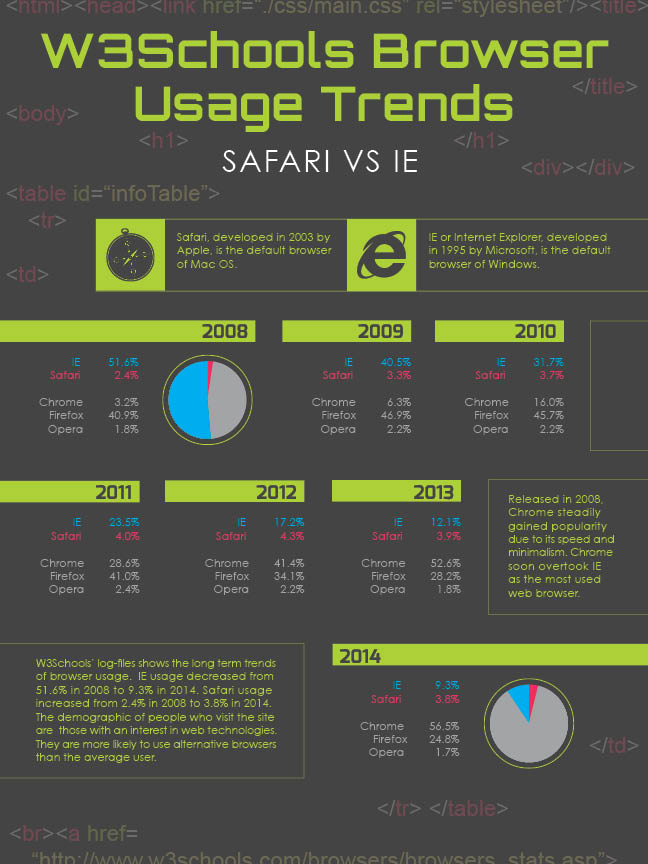 <html><head><link href="./css/main.css" rel="stylesheet"/><title>
W3Schools Browser
Usage Trends
</title>
<body>
<h1>
</h1>
SAFARI VS IE
<div></div>
<table id="infoTable">
<tr>
<td>
Safari, developed in 2003 by
Apple, is the default browser
of Mac OS.
IE or Internet Explorer, developed
in 1995 by Microsoft, is the default
browser of Windows.
2008
IE 51.6%
Safari 2.4%
Chrome 3.2%
Firefox 40.9%
Opera 1.8%
2009
IE 40.5%
Safari 3.3%
Chrome 6.3%
Firefox 46.9%
Opera 2.2%
2010
IE 31.7%
Safari 3.7%
Chrome 16.0%
Firefox 45.7%
Opera 2.2%
2011
IE 23.5%
Safari 4.0%
Chrome 28.6%
Firefox 41.0%
Opera 2.4%
2012
IE 17.2%
Safari 4.3%
Chrome 41.4%
Firefox 34.1%
Opera 2.2%
2013
IE 12.1%
Safari 3.9%
Chrome 52.6%
Firefox 28.2%
Opera 1.8%
Released in 2008,
Chrome steadily
gained popularity
due to its speed and
minimalism. Chrome
soon overtook IE
as the most used
web browser.
W3Schools' log-files shows the long term trends
of browser usage. IE usage decreased from
51.6% in 2008 to 9.3% in 2014. Safari usage
increased from 2.4% in 2008 to 3.8% in 2014.
The demographic of people who visit the site
are those with an interest in web technologies.
They are more likely to use alternative browsers
than the average user.
2014
IE 9.3%
Safari 3.8%
Chrome 56.5%
Firefox 24.8%
Opera 1.7%
</td>
</tr> </table>
<br><a href=
"http://www.w3schools.com/browsers/browsers_stats.asp">